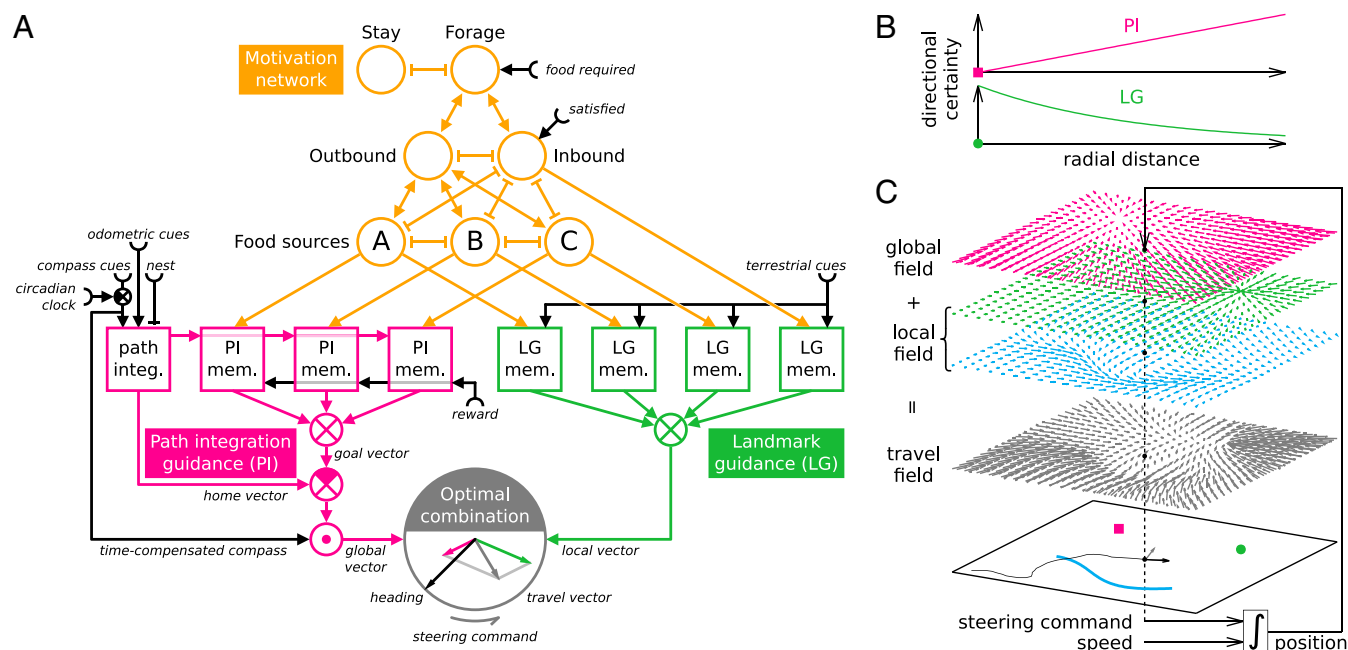 A
Stay
Forage
Motivation
network
food required
satisfied
Outbound
Inbound
Food sources
A
B
C
odometric cues
compass cues
nest
circadian
clock
terrestrial cues
path
integ.
PI
mem.
PI
mem.
PI
mem.
LG
mem.
LG
mem.
LG
mem.
LG
mem.
reward
Path integration
guidance (PI)
goal vector
Landmark
guidance (LG)
home vector
Optimal
combination
time-compensated compass
global
vector
local vector
heading
travel vector
steering command
B
directional
certainty
PI
LG
radial distance
C
global
field
+
local
field
=
travel
field
steering command
speed
∫
position